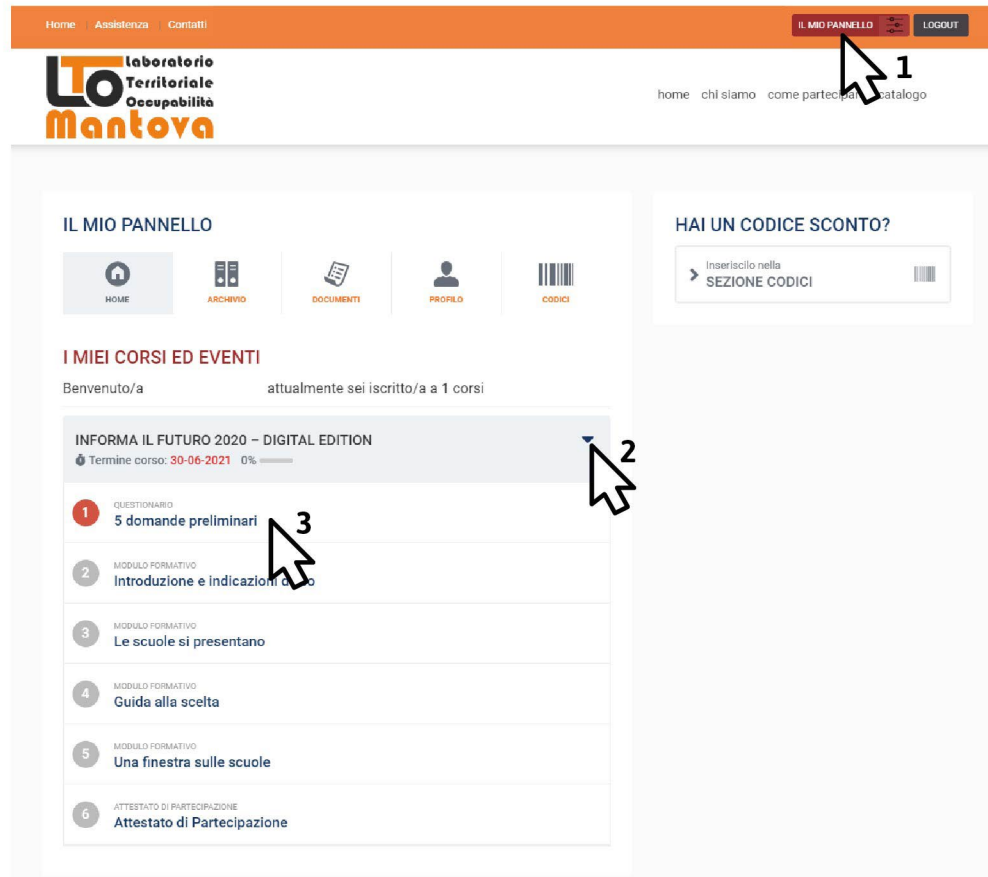 Home Assistenza Contatti
IL MIO PANNELLO LOGOUT
1
Laboratorio
Territoriale
Occupabilità
LTO
Mantova
home chi siamo come catalogo
IL MIO PANNELLO
HOME ARCHIVIO DOCUMENTI PROFILO CODICI
HAI UN CODICE SCONTO?
Inseriscilo nella
SEZIONE CODICI
I MIEI CORSI ED EVENTI
Benvenuto/a attualmente sei iscritto/a a 1 corsi
INFORMA IL FUTURO 2020 – DIGITAL EDITION
Termine corso: 30-06-2021 0%
2
1
QUESTIONARIO
5 domande preliminari
3
2
MODULO FORMATIVO
Introduzione e indicazioni
3
MODULO FORMATIVO
Le scuole si presentano
4
MODULO FORMATIVO
Guida alla scelta
5
MODULO FORMATIVO
Una finestra sulle scuole
6
ATTESTATO DI PARTECIPAZIONE
Attestato di Partecipazione